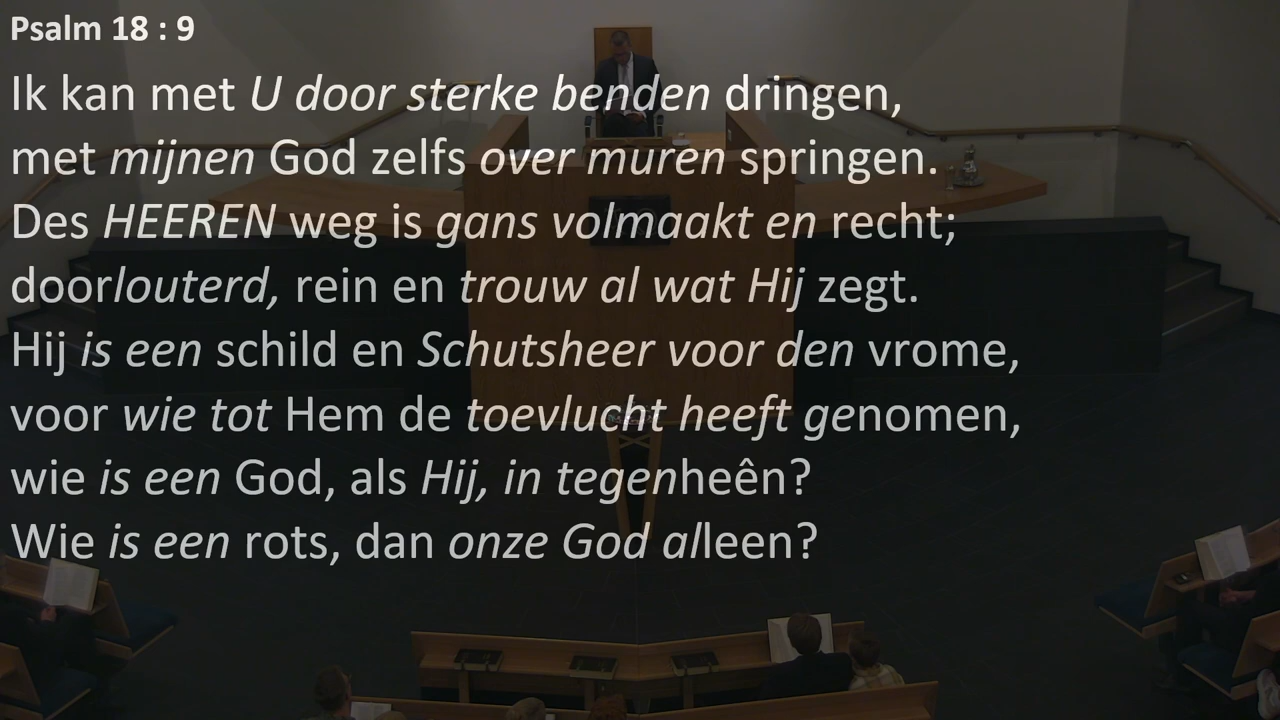 Psalm 18 : 9
Ik kan met U door sterke benden dringen,
met mijnen God zelfs over muren springen.
Des HEEREN weg is gans volmaakt en recht;
doorlouterd, rein en trouw al wat Hij zegt.
Hij is een schild en Schutsheer voor den vrome,
voor wie tot Hem de toevlucht heeft genomen,
wie is een God, als Hij, in tegenheên?
Wie is een rots, dan onze God alleen?